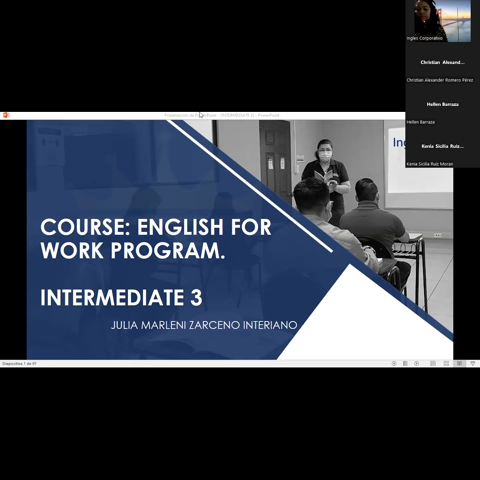 Ingles Corporativo
Christian Alexand...
Christian Alexander Romero Pérez
Hellen Barraza
Hellen Barraza
Kenia Sicilia Ruiz...
Kenia Sicilia Ruiz Moran
COURSE: ENGLISH FOR
WORK PROGRAM.
INTERMEDIATE 3
JULIA MARLENI ZARCENO INTERIANO